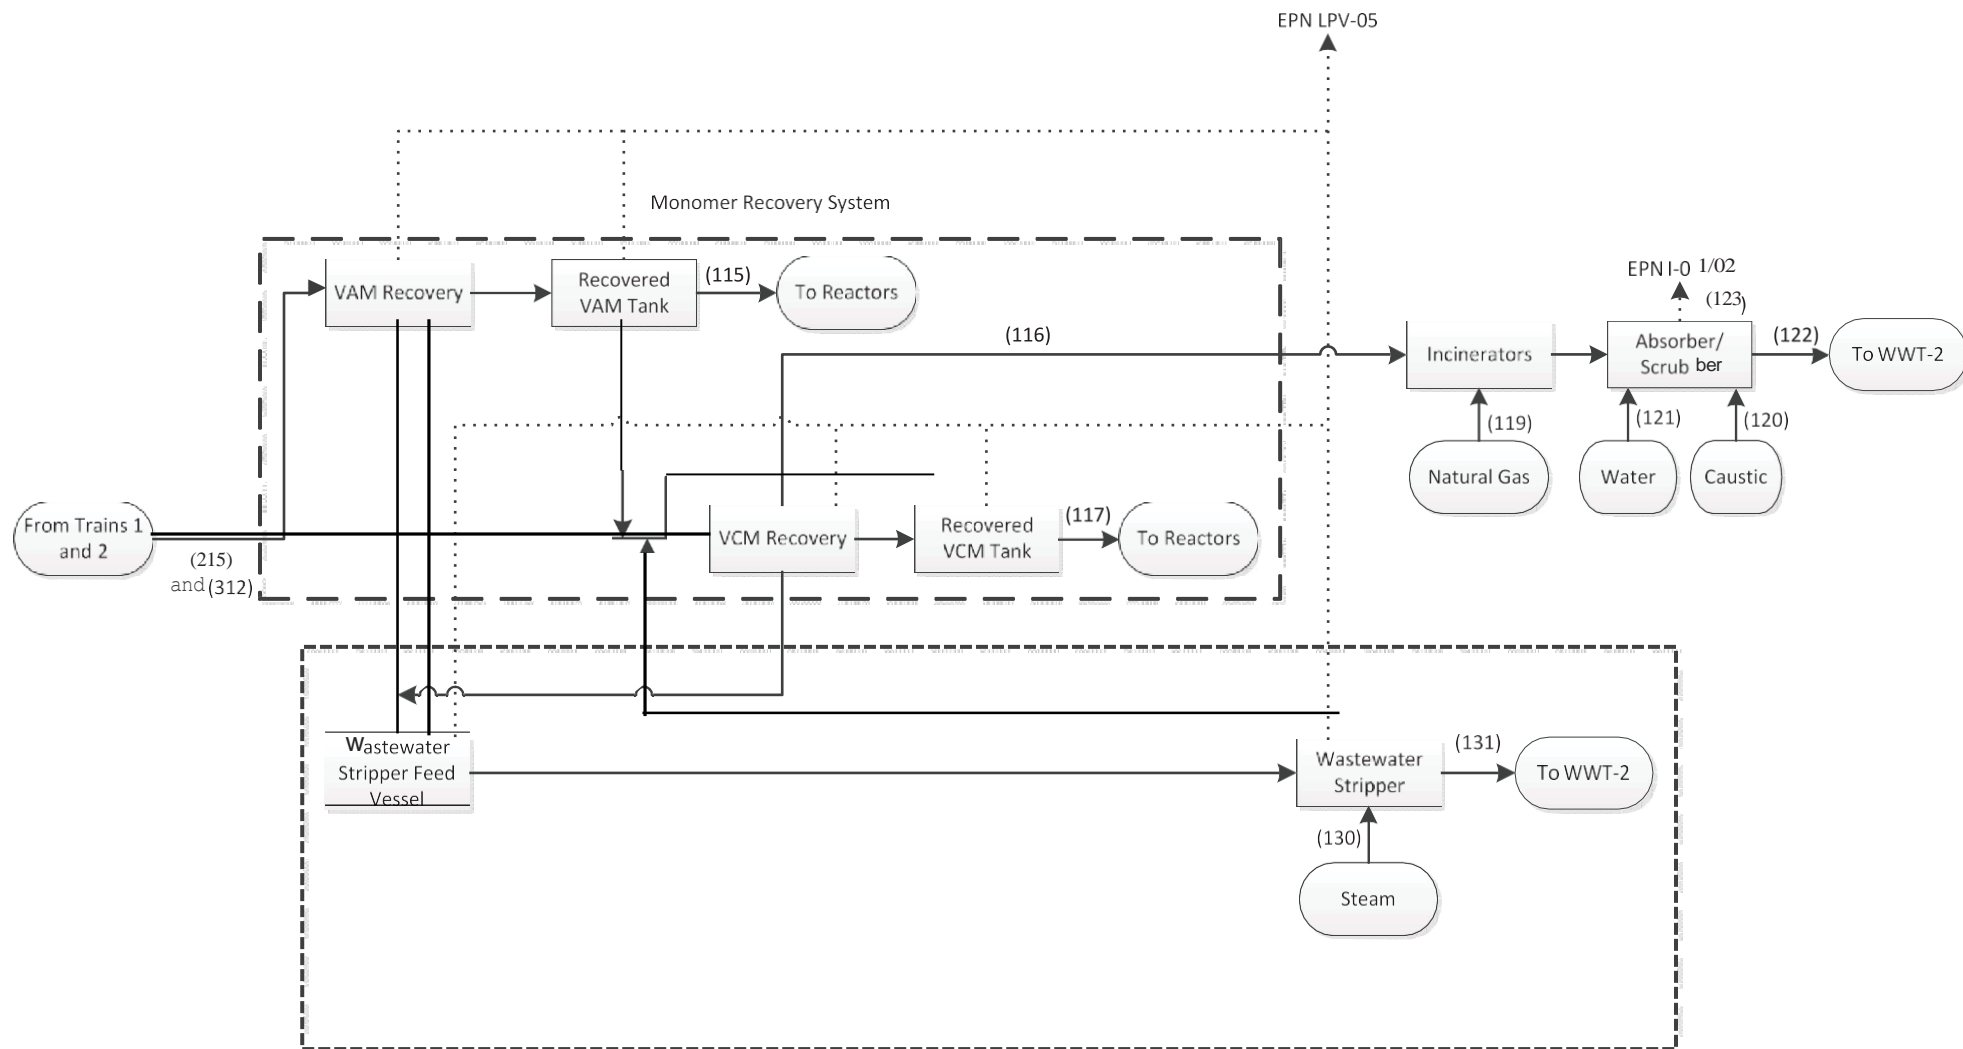 EPN LPV-05
Monomer Recovery System
VAM Recovery
Recovered
VAM Tank
(115)
To Reactors
(116)
EPN I-0 1/02
(123)
Incinerators
Absorber/
Scrub ber
(122)
To WWT-2
(119)
(121)
(120)
Natural Gas
Water
Caustic
From Trains 1
and 2
(215)
and (312)
VCM Recovery
Recovered
VCM Tank
(117)
To Reactors
Wastewater
Stripper Feed
Vessel
Wastewater
Stripper
(131)
To WWT-2
(130)
Steam